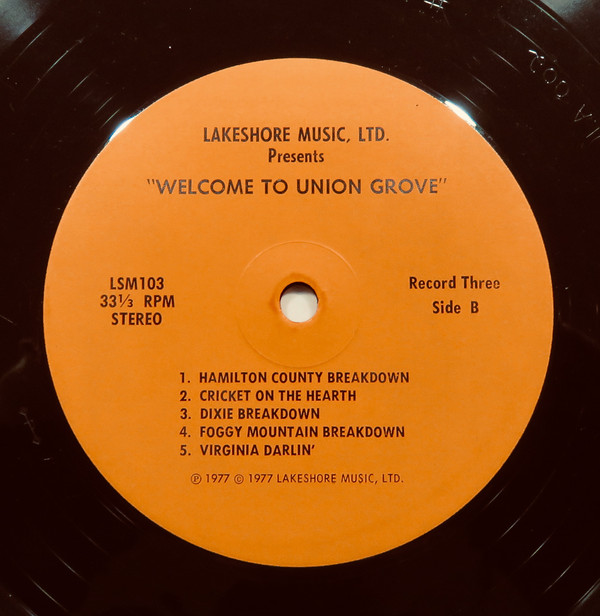 LAKESHORE MUSIC, LTD.
Presents
"WELCOME TO UNION GROVE"
LSM103
33⅓ RPM
STEREO
Record Three
Side B
1. HAMILTON COUNTY BREAKDOWN
2. CRICKET ON THE HEARTH
3. DIXIE BREAKDOWN
4. FOGGY MOUNTAIN BREAKDOWN
5. VIRGINIA DARLIN'
℗ 1977 © 1977 LAKESHORE MUSIC, LTD.